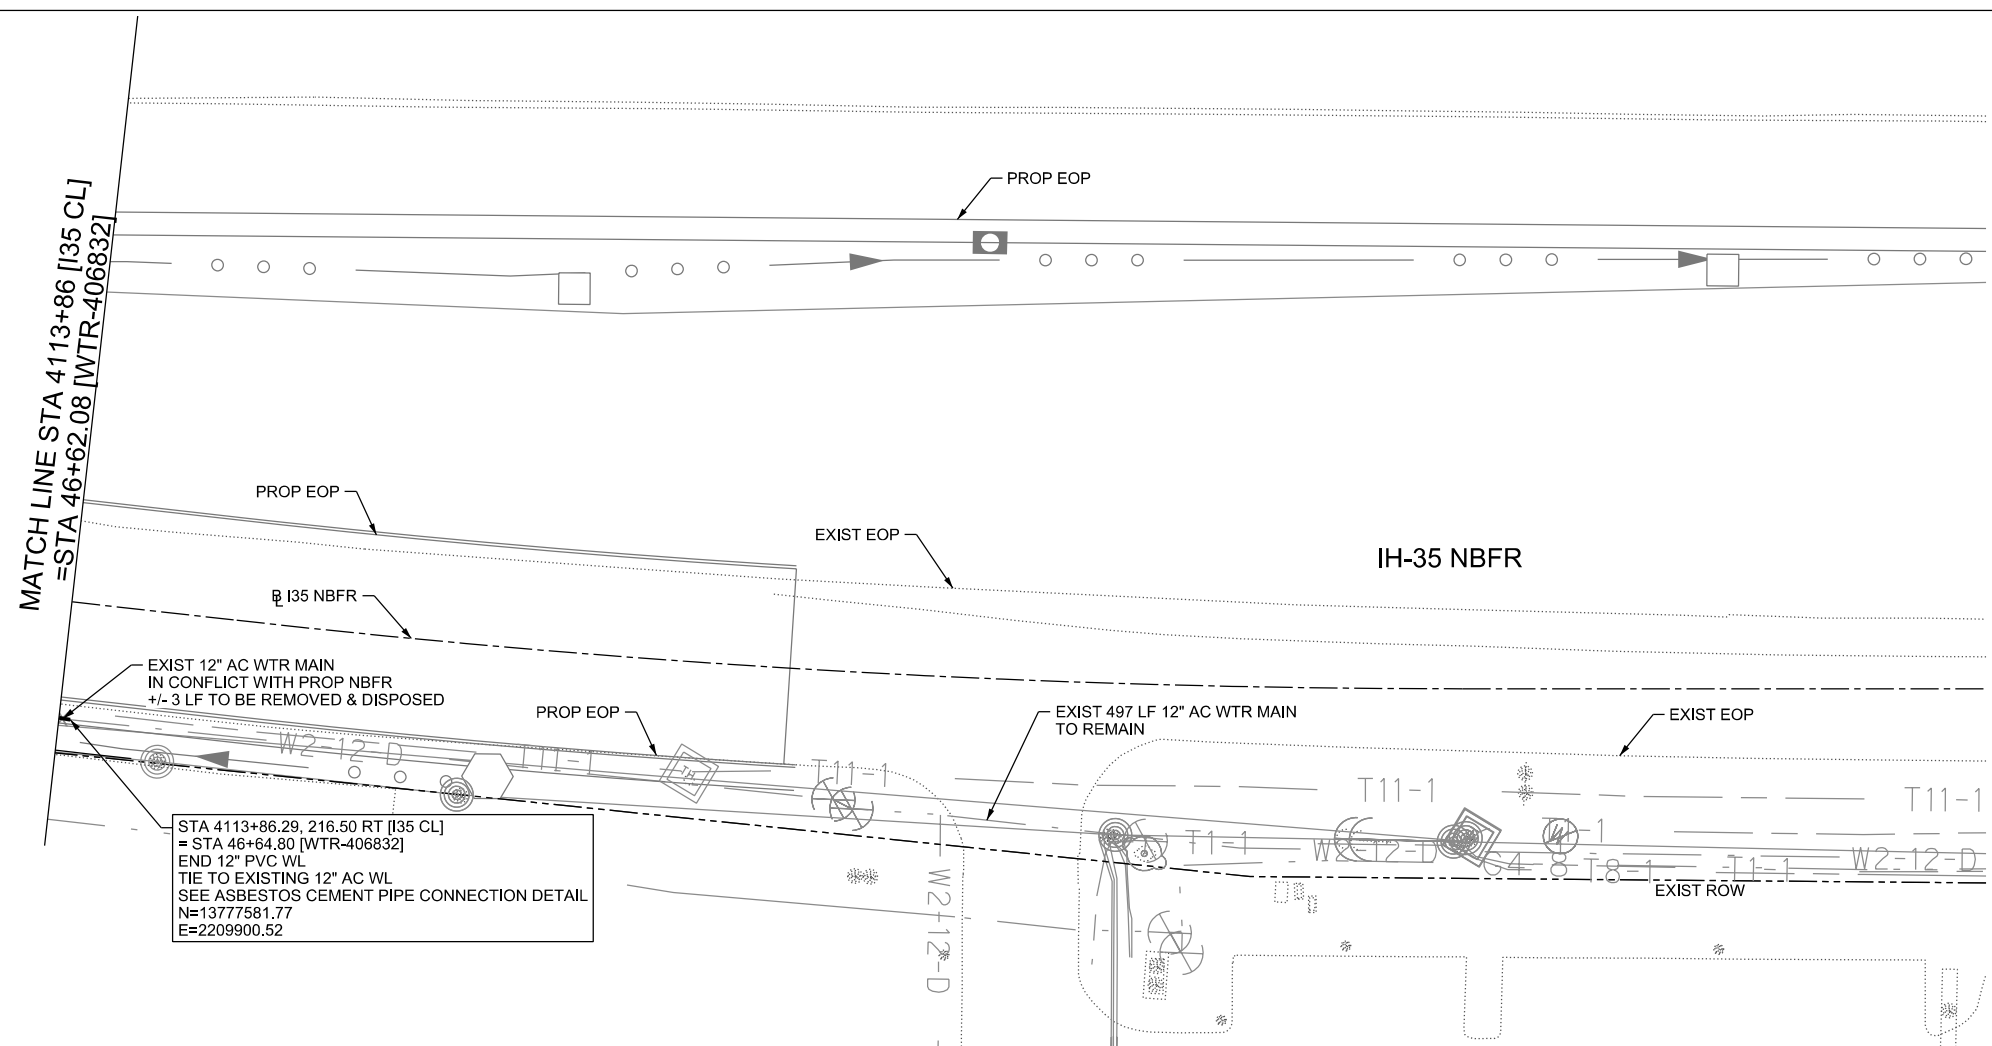 MATCH LINE STA 4113+86 [I35 CL]
=STA 46+62.08 [WTR-406832]
PROP EOP
PROP EOP
EXIST EOP
IH-35 NBFR
BL I35 NBFR
EXIST 12" AC WTR MAIN
IN CONFLICT WITH PROP NBFR
+/- 3 LF TO BE REMOVED & DISPOSED
PROP EOP
EXIST 497 LF 12" AC WTR MAIN
TO REMAIN
EXIST EOP
W2-12-D
T11-1
TH
T11-1
T11-1
T11-1
T1-1
W2-12-D
T1-1
C4
8
T8-1
T1-1
W2-12-D
EXIST ROW
W2-12-D
STA 4113+86.29, 216.50 RT [I35 CL]
= STA 46+64.80 [WTR-406832]
END 12" PVC WL
TIE TO EXISTING 12" AC WL
SEE ASBESTOS CEMENT PIPE CONNECTION DETAIL
N=13777581.77
E=2209900.52